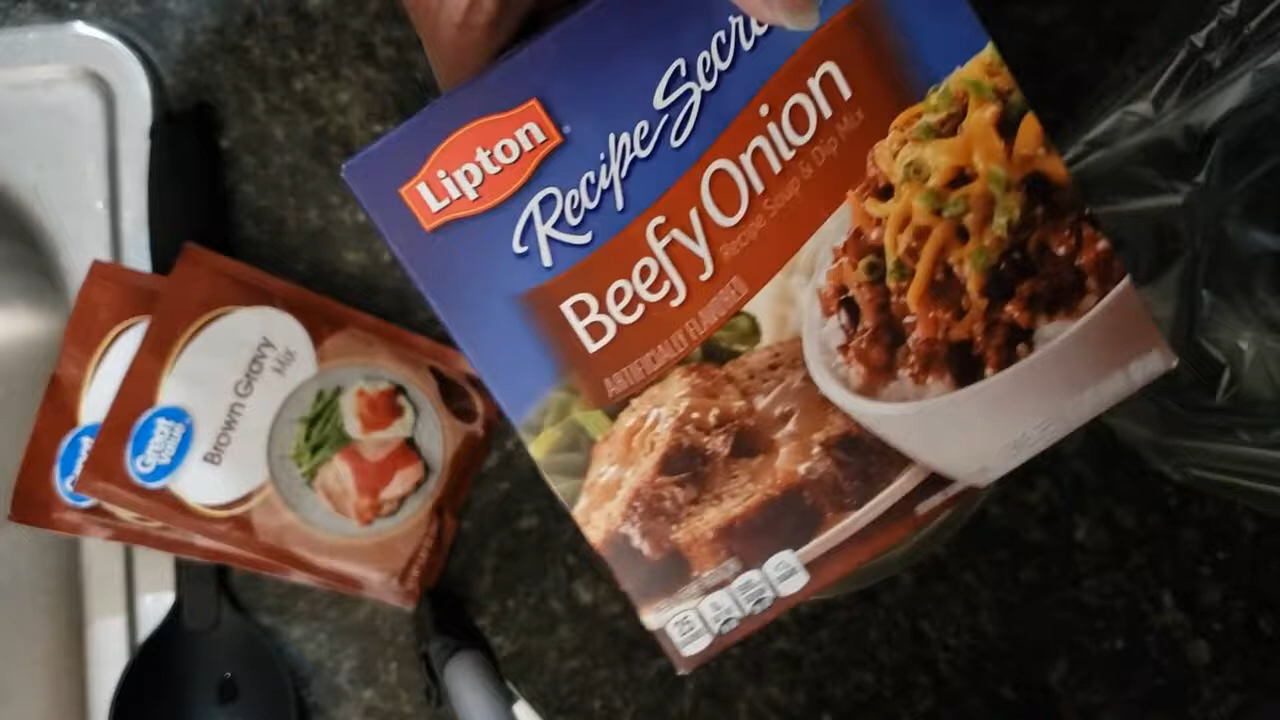 Lipton
Recipe Secre
Beefy Onion
Recipe Soup & Dip Mix
ARTIFICIALLY FLAVORED
Great Value
Brown Gravy
Mix